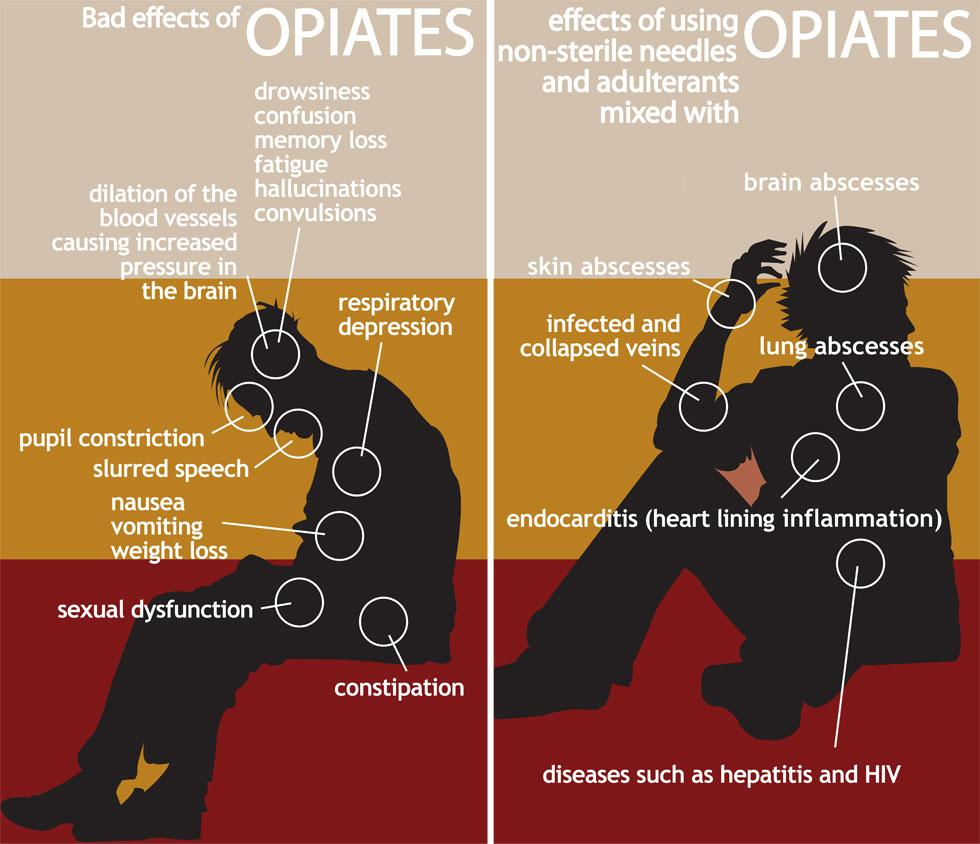 Bad effects of OPIATES
drowsiness
confusion
memory loss
fatigue
hallucinations
convulsions
dilation of the
blood vessels
causing increased
pressure in
the brain
respiratory
depression
pupil constriction
slurred speech
nausea
vomiting
weight loss
sexual dysfunction
constipation
effects of using
non-sterile needles
and adulterants
mixed with
OPIATES
brain abscesses
skin abscesses
infected and
collapsed veins
lung abscesses
endocarditis (heart lining inflammation)
diseases such as hepatitis and HIV